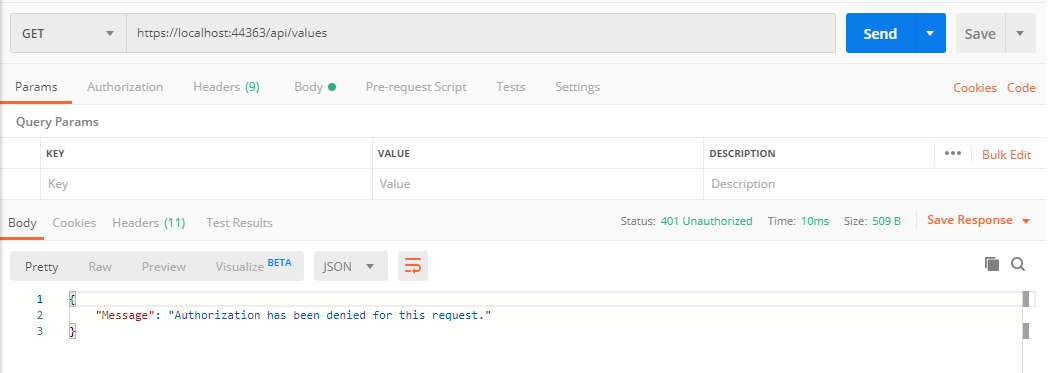 GET https://localhost:44363/api/values Send Save
Params Authorization Headers (9) Body Pre-request Script Tests Settings Cookies Code
Query Params
KEY VALUE DESCRIPTION ••• Bulk Edit
Key Value Description
Body Cookies Headers (11) Test Results Status: 401 Unauthorized Time: 10ms Size: 509 B Save Response
Pretty Raw Preview Visualize BETA JSON
1 {
2 "Message": "Authorization has been denied for this request."
3 }